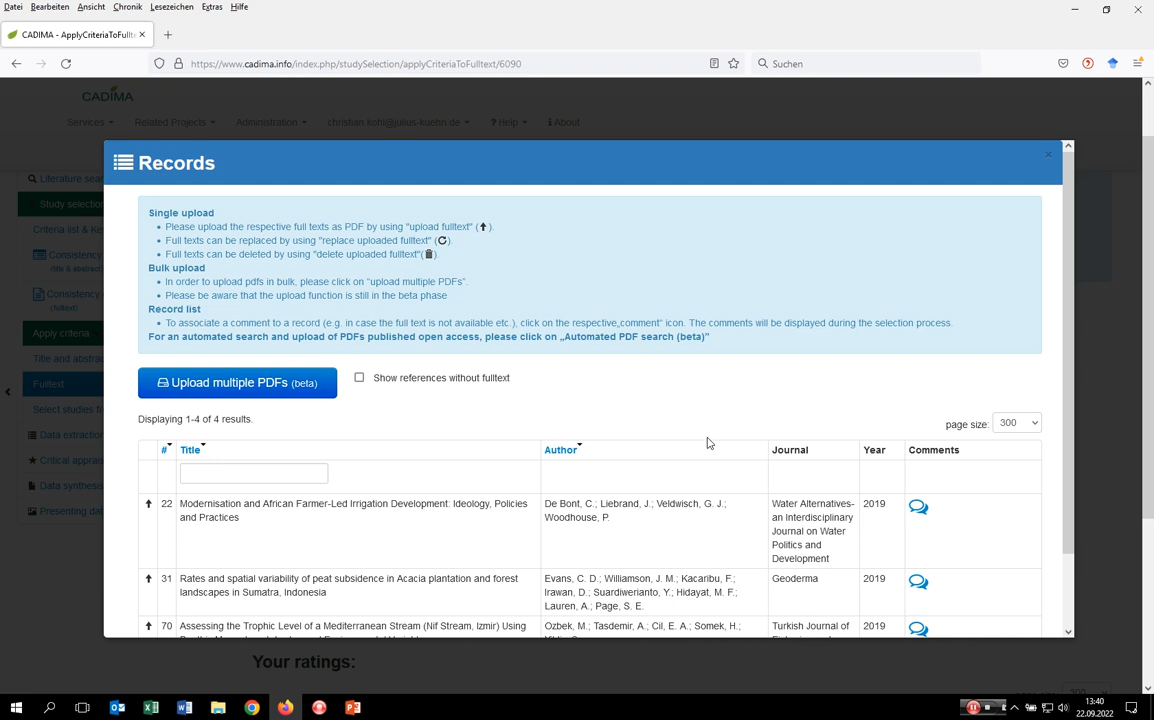 Datei Bearbeiten Ansicht Chronik Lesezeichen Extras Hilfe
CADIMA - ApplyCriteriaToFullte
https://www.cadima.info/index.php/studySelection/applyCriteriaToFulltext/6090
Suchen
CADIMA
Services Related Projects Administration christian.kohl@julius-kuehn.de ? Help About
Records
Literature sear
Study selection
Criteria list & Ke
Consistency
(title & abstract)
Consistency
(fulltext)
Apply criteria
Title and abstra
Fulltext
Select studies f
Data extraction
Critical apprais
Data synthese
Presenting dat
Single upload
• Please upload the respective full texts as PDF by using "upload fulltext" ( ).
• Full texts can be replaced by using "replace uploaded fulltext" ( ).
• Full texts can be deleted by using "delete uploaded fulltext"( ).
Bulk upload
• In order to upload pdfs in bulk, please click on "upload multiple PDFs".
• Please be aware that the upload function is still in the beta phase
Record list
• To associate a comment to a record (e.g. in case the full text is not available etc.), click on the respective„comment" icon. The comments will be displayed during the selection process.
For an automated search and upload of PDFs published open access, please click on „Automated PDF search (beta)"
Upload multiple PDFs (beta)
Show references without fulltext
Displaying 1-4 of 4 results.
page size: 300
# Title Author Journal Year Comments
22 Modernisation and African Farmer-Led Irrigation Development: Ideology, Policies and Practices De Bont, C.; Liebrand, J.; Veldwisch, G. J.; Woodhouse, P. Water Alternatives-an Interdisciplinary Journal on Water Politics and Development 2019
31 Rates and spatial variability of peat subsidence in Acacia plantation and forest landscapes in Sumatra, Indonesia Evans, C. D.; Williamson, J. M.; Kacaribu, F.; Irawan, D.; Suardiwerianto, Y.; Hidayat, M. F.; Lauren, A.; Page, S. E. Geoderma 2019
70 Assessing the Trophic Level of a Mediterranean Stream (Nif Stream, Izmir) Using Ozbek, M.; Tasdemir, A.; Cil, E. A.; Somek, H.; Turkish Journal of 2019
Your ratings:
13:40
22.09.2022